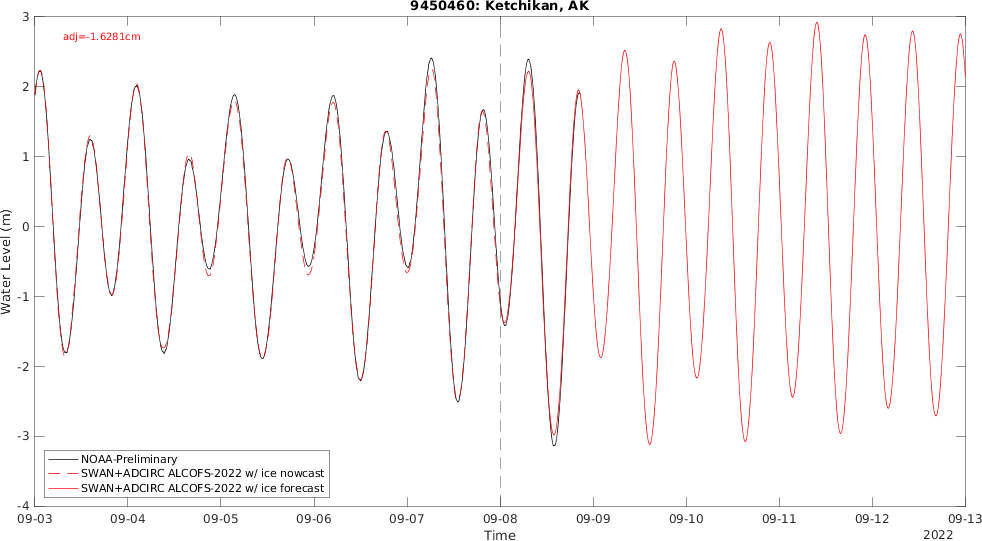 9450460: Ketchikan, AK
adj=-1.6281cm
3
2
1
0
-1
-2
-3
-4
Water Level (m)
NOAA-Preliminary
SWAN+ADCIRC ALCOFS-2022 w/ ice nowcast
SWAN+ADCIRC ALCOFS-2022 w/ ice forecast
09-03 09-04 09-05 09-06 09-07 09-08 09-09 09-10 09-11 09-12 09-13
Time
2022